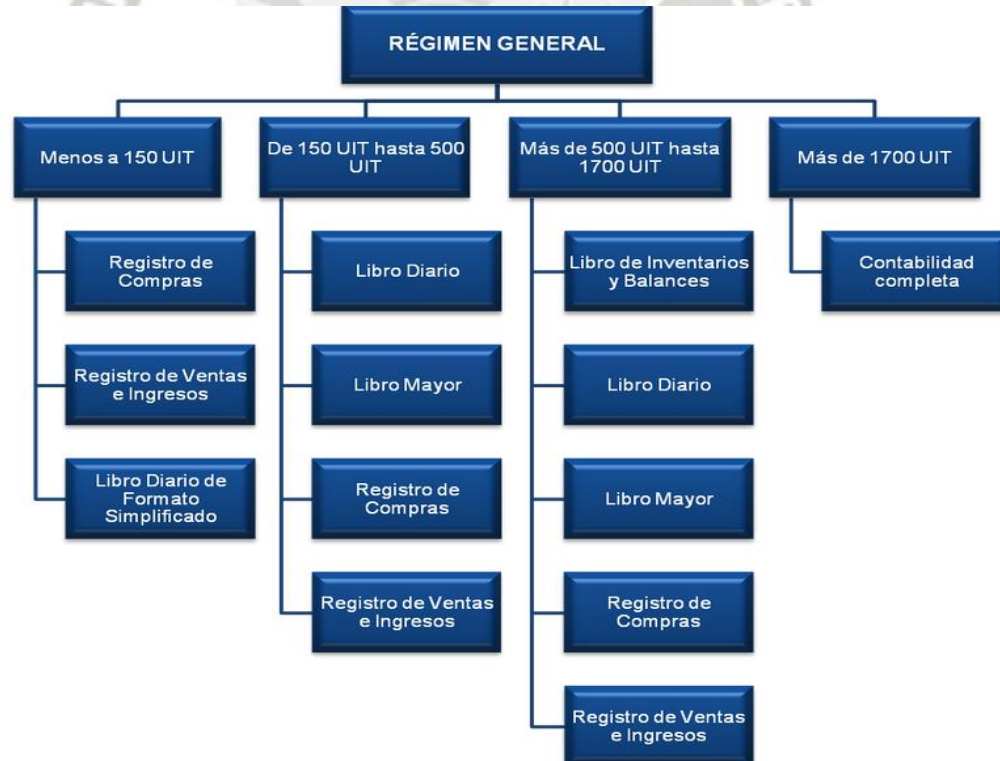 RÉGIMEN GENERAL
Menos a 150 UIT
Registro de
Compras
Registro de Ventas
e Ingresos
Libro Diario de
Formato
Simplificado
De 150 UIT hasta 500
UIT
Libro Diario
Libro Mayor
Registro de
Compras
Registro de Ventas
e Ingresos
Más de 500 UIT hasta
1700 UIT
Libro de Inventarios
y Balances
Libro Diario
Libro Mayor
Registro de
Compras
Registro de Ventas
e Ingresos
Más de 1700 UIT
Contabilidad
completa